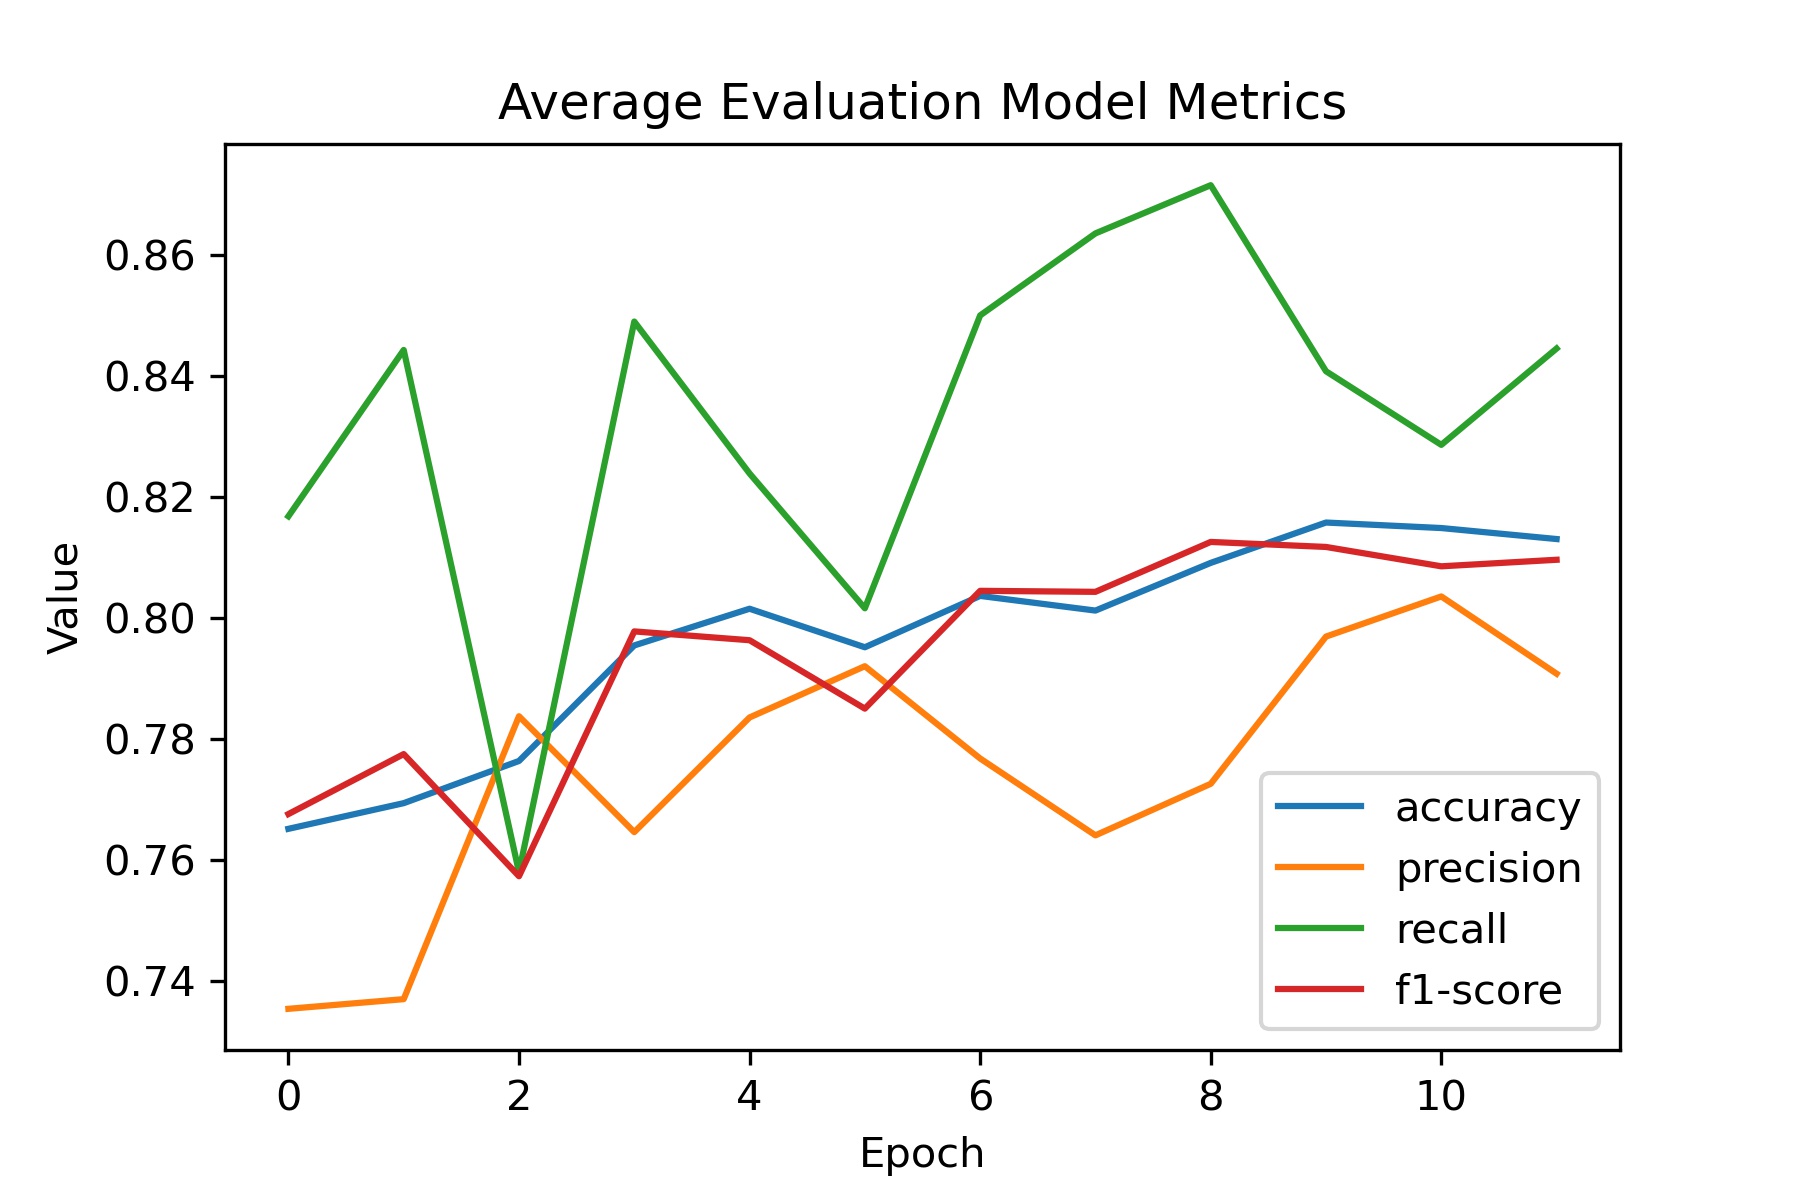 Average Evaluation Model Metrics
Value
0.86
0.84
0.82
0.80
0.78
0.76
0.74
accuracy
precision
recall
f1-score
0 2 4 6 8 10
Epoch